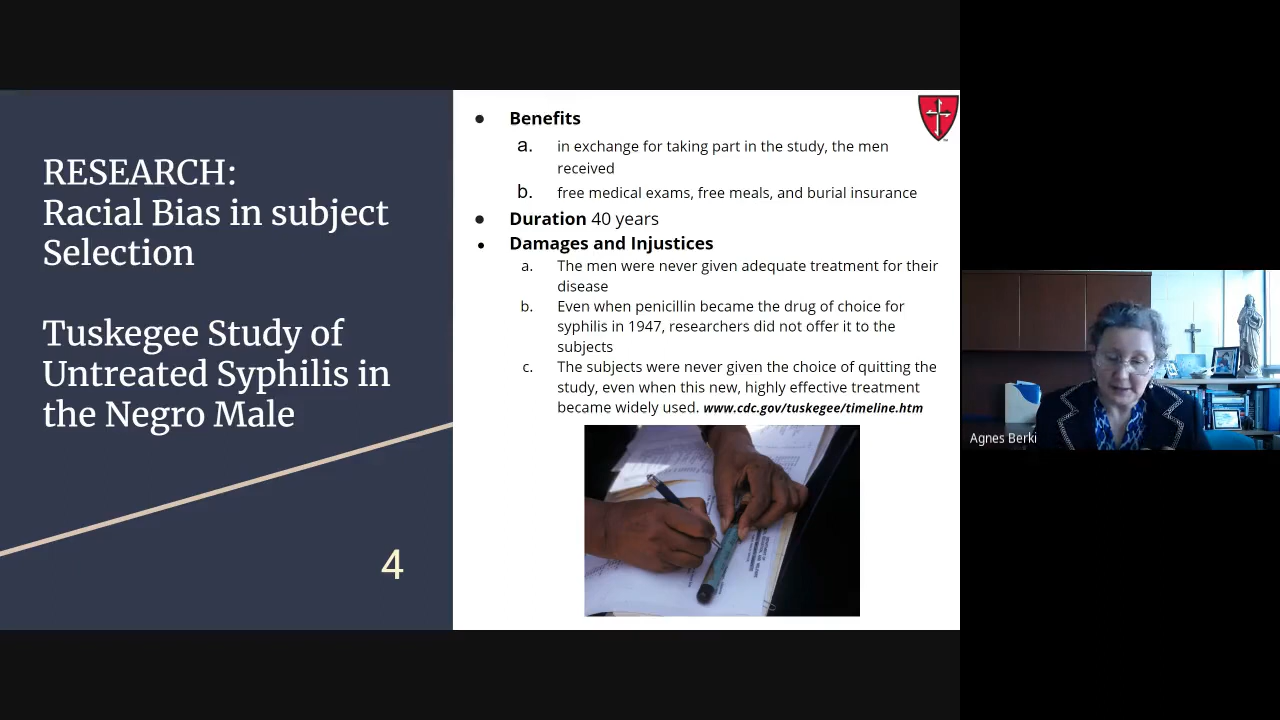 RESEARCH:
Racial Bias in subject
Selection
Tuskegee Study of
Untreated Syphilis in
the Negro Male
4
● Benefits
a. in exchange for taking part in the study, the men
received
b. free medical exams, free meals, and burial insurance
● Duration 40 years
● Damages and Injustices
a. The men were never given adequate treatment for their
disease
b. Even when penicillin became the drug of choice for
syphilis in 1947, researchers did not offer it to the
subjects
c. The subjects were never given the choice of quitting the
study, even when this new, highly effective treatment
became widely used. www.cdc.gov/tuskegee/timeline.htm
Agnes Berki